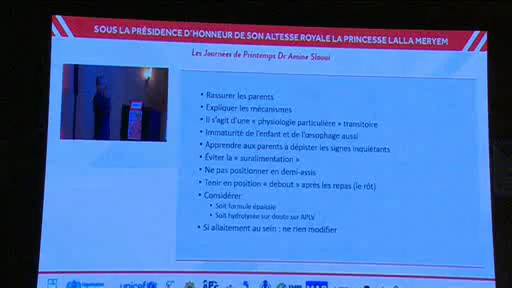 SOUS LA PRÉSIDENCE D'HONNEUR DE SON ALTESSE ROYALE LA PRINCESSE LALLA MERYEM
Les Journées de Printemps Dr Amine Slaoui
• Rassurer les parents
• Expliquer les mécanismes
• Il s'agit d'une « physiologie particulière » transitoire
• Immaturité de l'enfant et de l'œsophage aussi
• Apprendre aux parents à dépister les signes inquiétants
• Éviter la « suralimentation »
• Ne pas positionner en demi-assis
• Tenir en position « debout » après les repas (le rôt)
• Considérer
• Soit formule épaissie
• Soit hydrolysée su doute sur APLV
• Si allaitement au sein : ne rien modifier
unicef